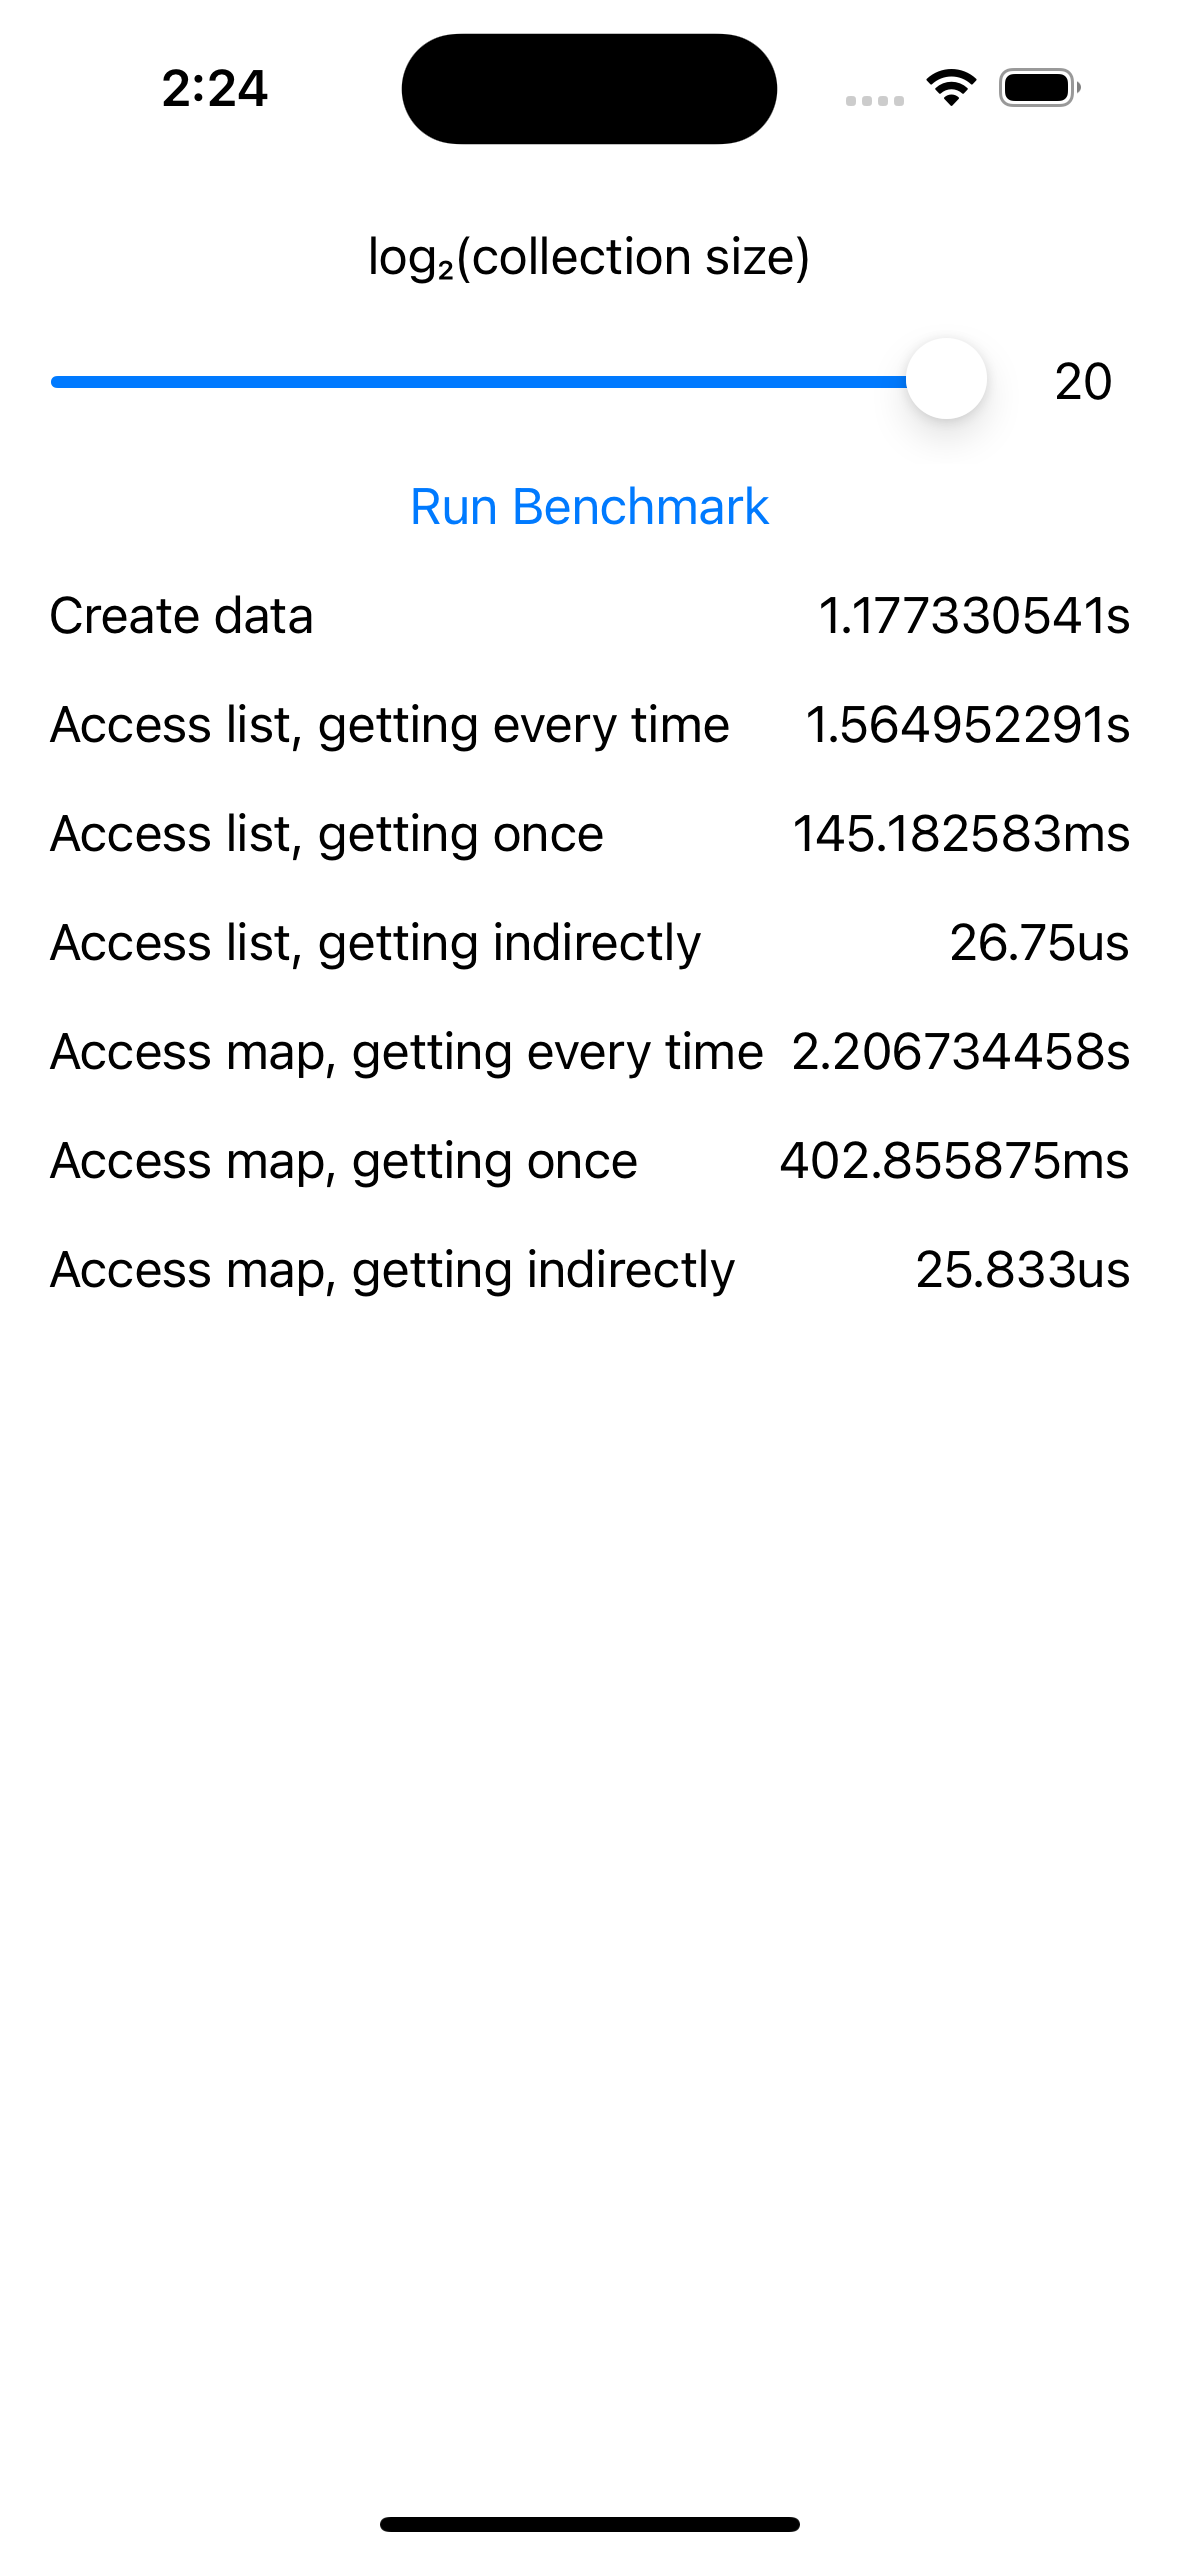 2:24
log₂(collection size)
20
Run Benchmark
Create data 1.177330541s
Access list, getting every time 1.564952291s
Access list, getting once 145.182583ms
Access list, getting indirectly 26.75us
Access map, getting every time 2.206734458s
Access map, getting once 402.855875ms
Access map, getting indirectly 25.833us